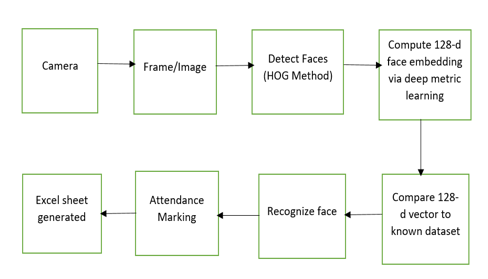 Camera
Frame/Image
Detect Faces
(HOG Method)
Compute 128-d
face embedding
via deep metric
learning
Excel sheet
generated
Attendance
Marking
Recognize face
Compare 128-
d vector to
known dataset